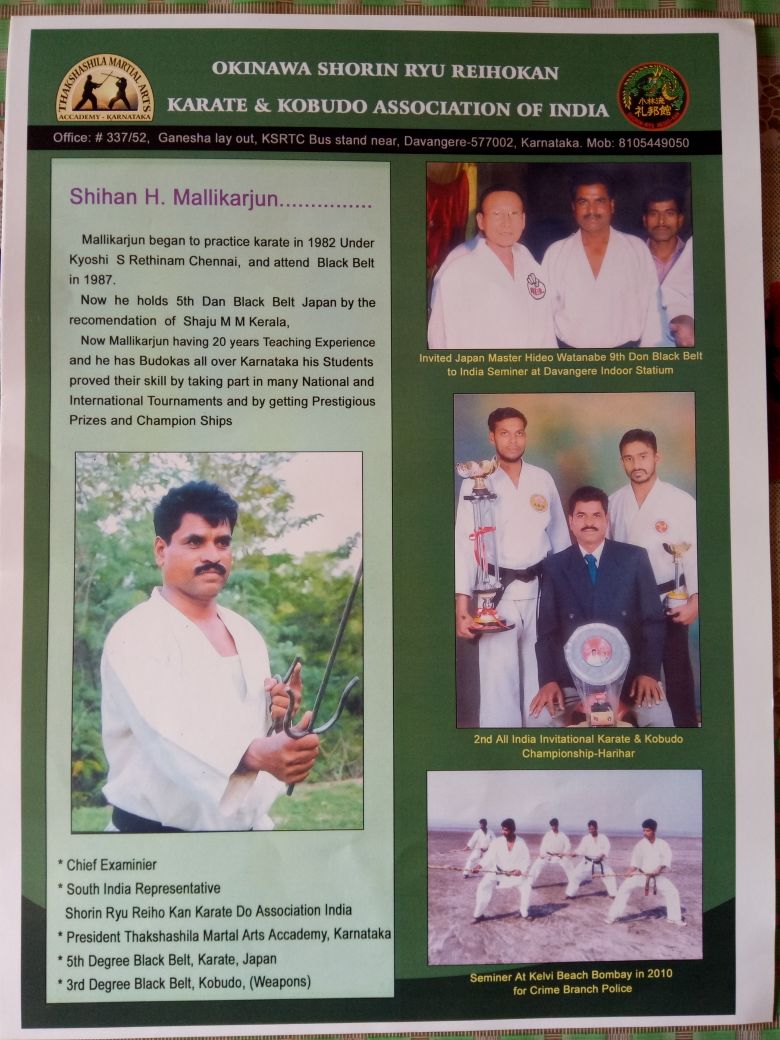 THAKSHASHILA MARTIAL ARTS
ACCADEMY - KARNATAKA
OKINAWA SHORIN RYU REIHOKAN
KARATE & KOBUDO ASSOCIATION OF INDIA
小林流
礼邦館
Office: # 337/52, Ganesha lay out, KSRTC Bus stand near, Davangere-577002, Karnataka. Mob: 8105449050
Shihan H. Mallikarjun...............
Mallikarjun began to practice karate in 1982 Under
Kyoshi S Rethinam Chennai, and attend Black Belt
in 1987.
Now he holds 5th Dan Black Belt Japan by the
recomendation of Shaju M M Kerala,
Now Mallikarjun having 20 years Teaching Experience
and he has Budokas all over Karnataka his Students
proved their skill by taking part in many National and
International Tournaments and by getting Prestigious
Prizes and Champion Ships
* Chief Examinier
* South India Representative
Shorin Ryu Reiho Kan Karate Do Association India
* President Thakshashila Martal Arts Accademy, Karnataka
* 5th Degree Black Belt, Karate, Japan
* 3rd Degree Black Belt, Kobudo, (Weapons)
Invited Japan Master Hideo Watanabe 9th Don Black Belt
to India Seminer at Davangere Indoor Statium
2nd All India Invitational Karate & Kobudo
Championship-Harihar
Seminer At Kelvi Beach Bombay in 2010
for Crime Branch Police